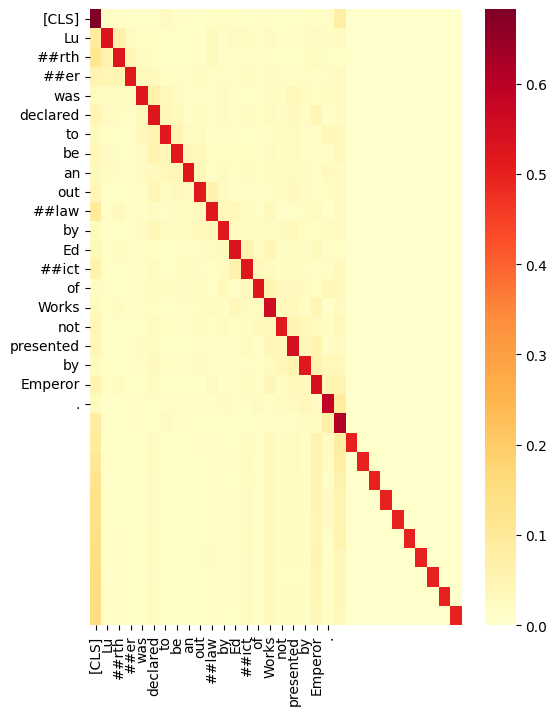 [CLS]
Lu
##rth
##er
was
declared
to
be
an
out
##law
by
Ed
##ict
of
Works
not
presented
by
Emperor
.
[CLS]
Lu
##rth
##er
was
declared
to
be
an
out
##law
by
Ed
##ict
of
Works
not
presented
by
Emperor
.
0.6
0.5
0.4
0.3
0.2
0.1
0.0